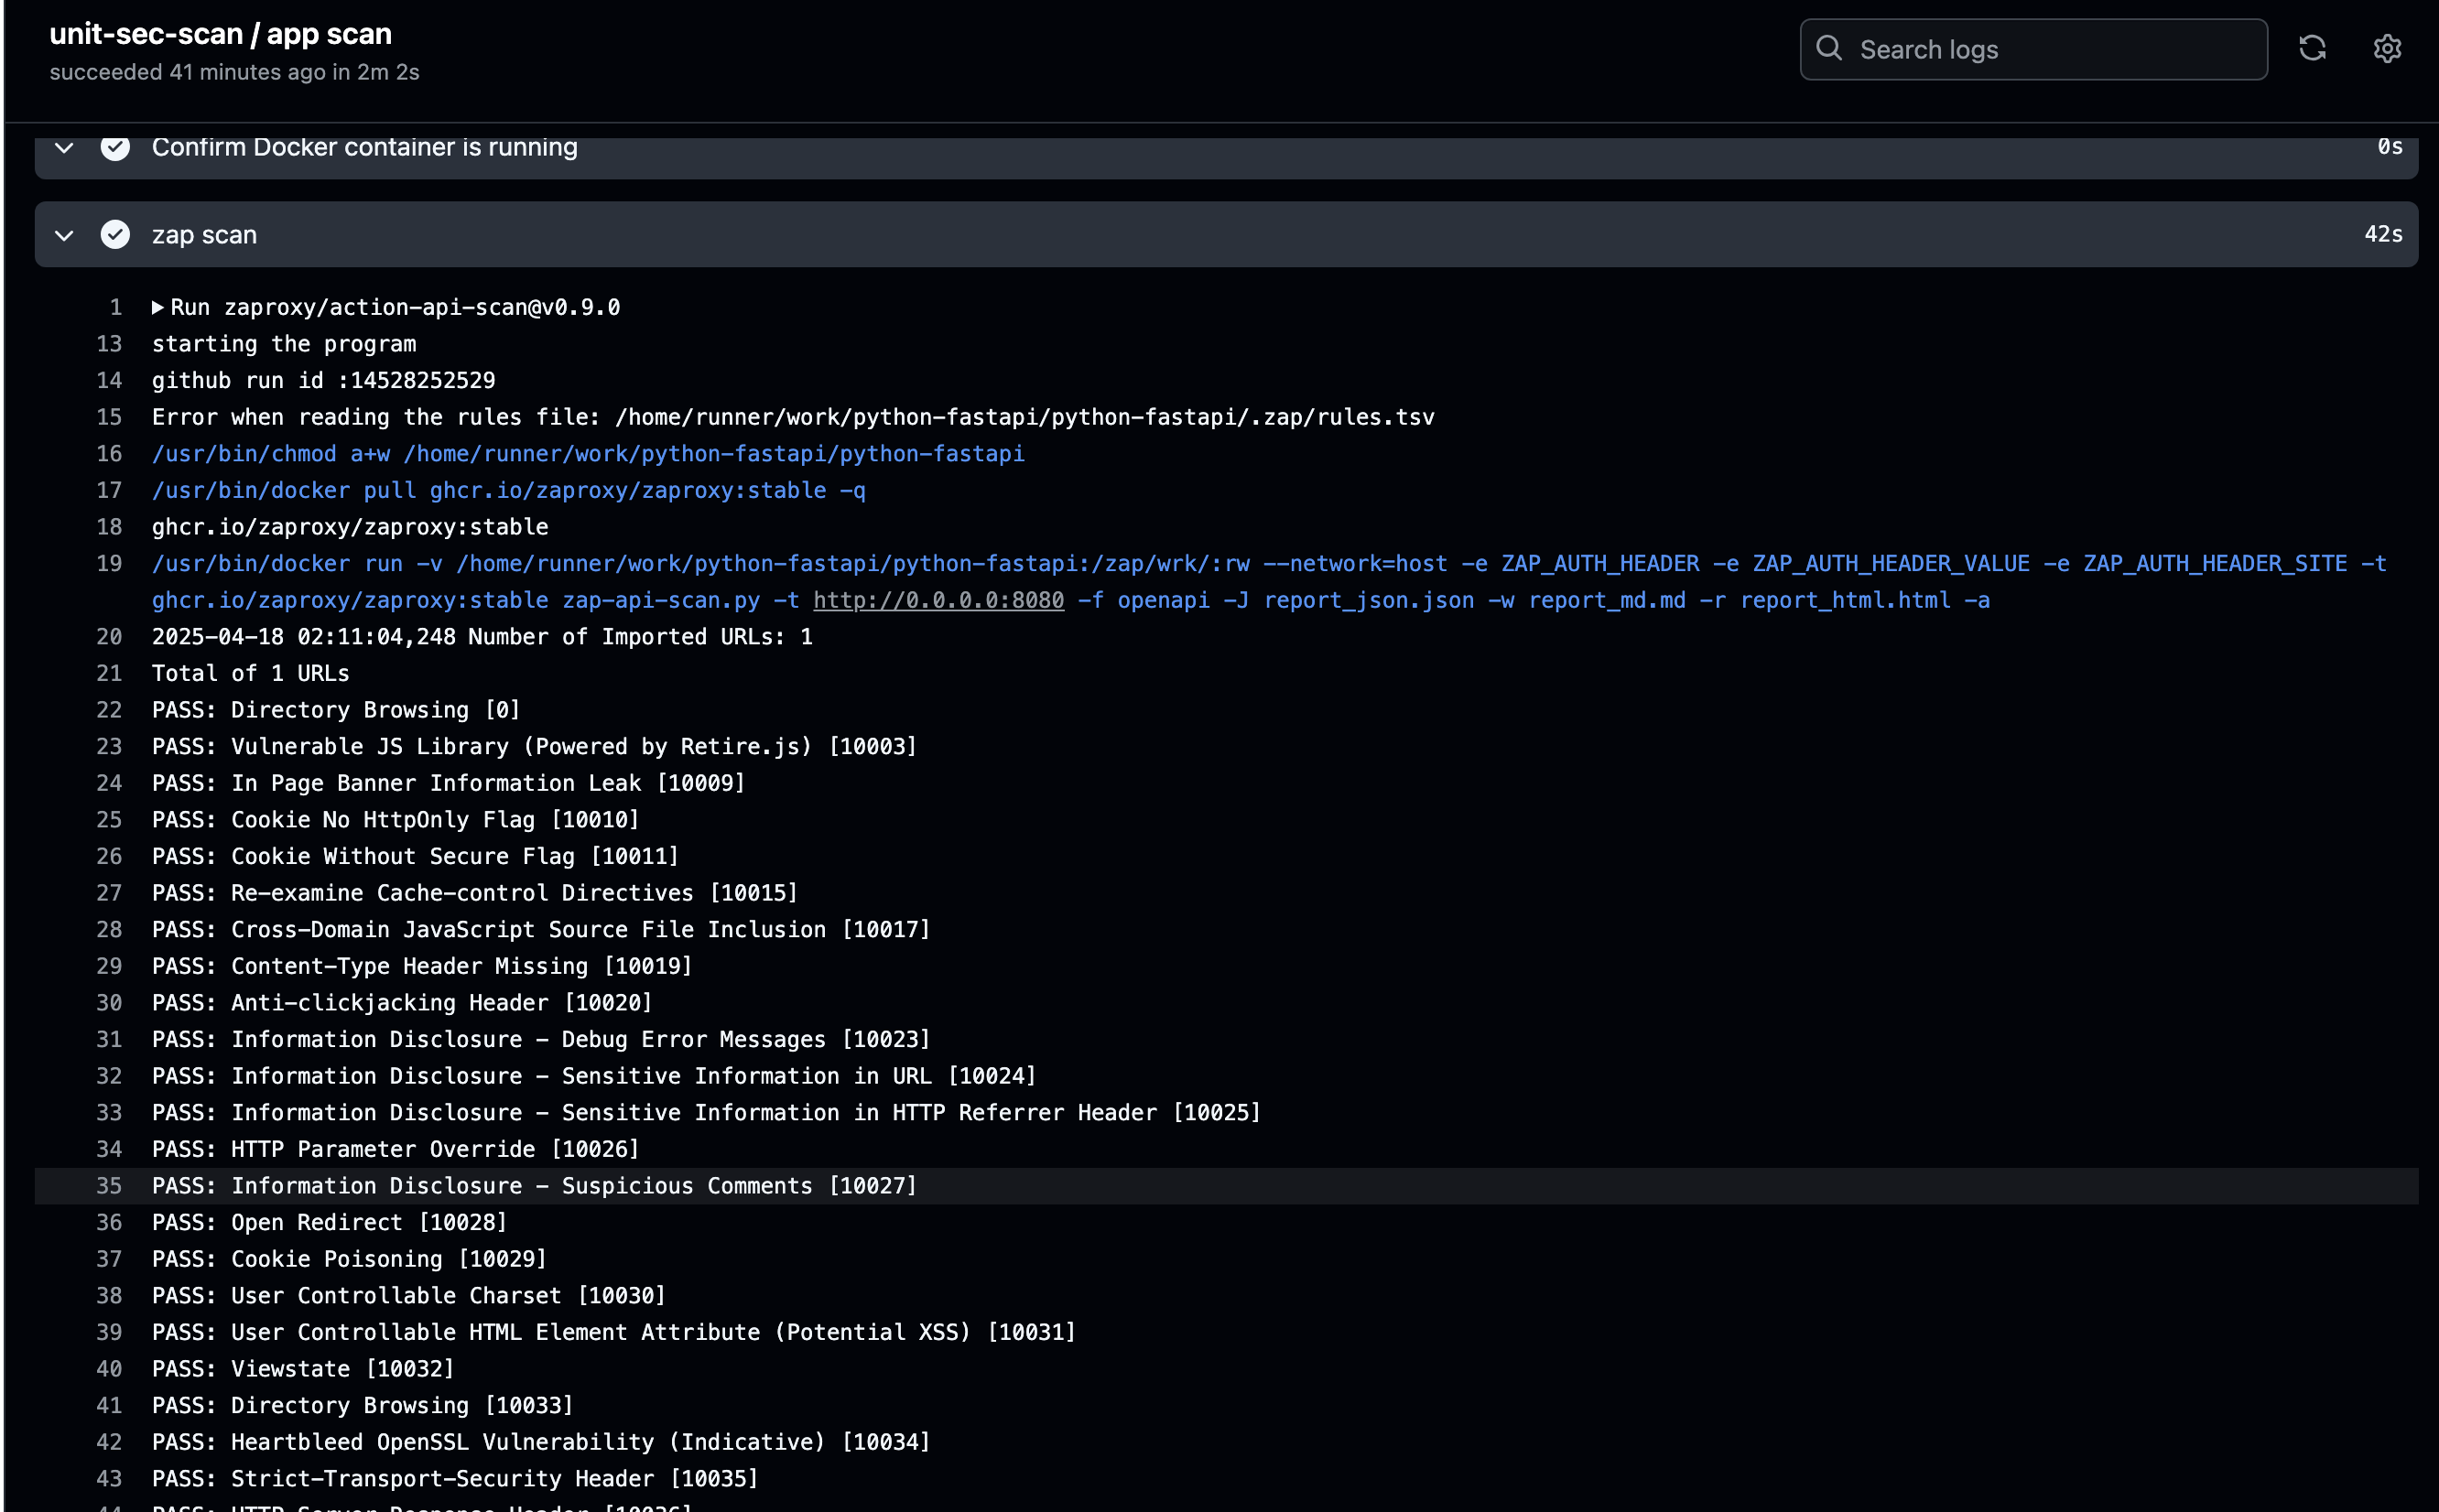 unit-sec-scan / app scan
succeeded 41 minutes ago in 2m 2s
Search logs
Confirm Docker container is running 0s
zap scan 42s
1 Run zaproxy/action-api-scan@v0.9.0
13 starting the program
14 github run id :14528252529
15 Error when reading the rules file: /home/runner/work/python-fastapi/python-fastapi/.zap/rules.tsv
16 /usr/bin/chmod a+w /home/runner/work/python-fastapi/python-fastapi
17 /usr/bin/docker pull ghcr.io/zaproxy/zaproxy:stable -q
18 ghcr.io/zaproxy/zaproxy:stable
19 /usr/bin/docker run -v /home/runner/work/python-fastapi/python-fastapi:/zap/wrk/:rw --network=host -e ZAP_AUTH_HEADER -e ZAP_AUTH_HEADER_VALUE -e ZAP_AUTH_HEADER_SITE -t
ghcr.io/zaproxy/zaproxy:stable zap-api-scan.py -t http://0.0.0.0:8080 -f openapi -J report_json.json -w report_md.md -r report_html.html -a
20 2025-04-18 02:11:04,248 Number of Imported URLs: 1
21 Total of 1 URLs
22 PASS: Directory Browsing [0]
23 PASS: Vulnerable JS Library (Powered by Retire.js) [10003]
24 PASS: In Page Banner Information Leak [10009]
25 PASS: Cookie No HttpOnly Flag [10010]
26 PASS: Cookie Without Secure Flag [10011]
27 PASS: Re-examine Cache-control Directives [10015]
28 PASS: Cross-Domain JavaScript Source File Inclusion [10017]
29 PASS: Content-Type Header Missing [10019]
30 PASS: Anti-clickjacking Header [10020]
31 PASS: Information Disclosure - Debug Error Messages [10023]
32 PASS: Information Disclosure - Sensitive Information in URL [10024]
33 PASS: Information Disclosure - Sensitive Information in HTTP Referrer Header [10025]
34 PASS: HTTP Parameter Override [10026]
35 PASS: Information Disclosure - Suspicious Comments [10027]
36 PASS: Open Redirect [10028]
37 PASS: Cookie Poisoning [10029]
38 PASS: User Controllable Charset [10030]
39 PASS: User Controllable HTML Element Attribute (Potential XSS) [10031]
40 PASS: Viewstate [10032]
41 PASS: Directory Browsing [10033]
42 PASS: Heartbleed OpenSSL Vulnerability (Indicative) [10034]
43 PASS: Strict-Transport-Security Header [10035]
44 PASS: HTTP Server Response Header [10036]